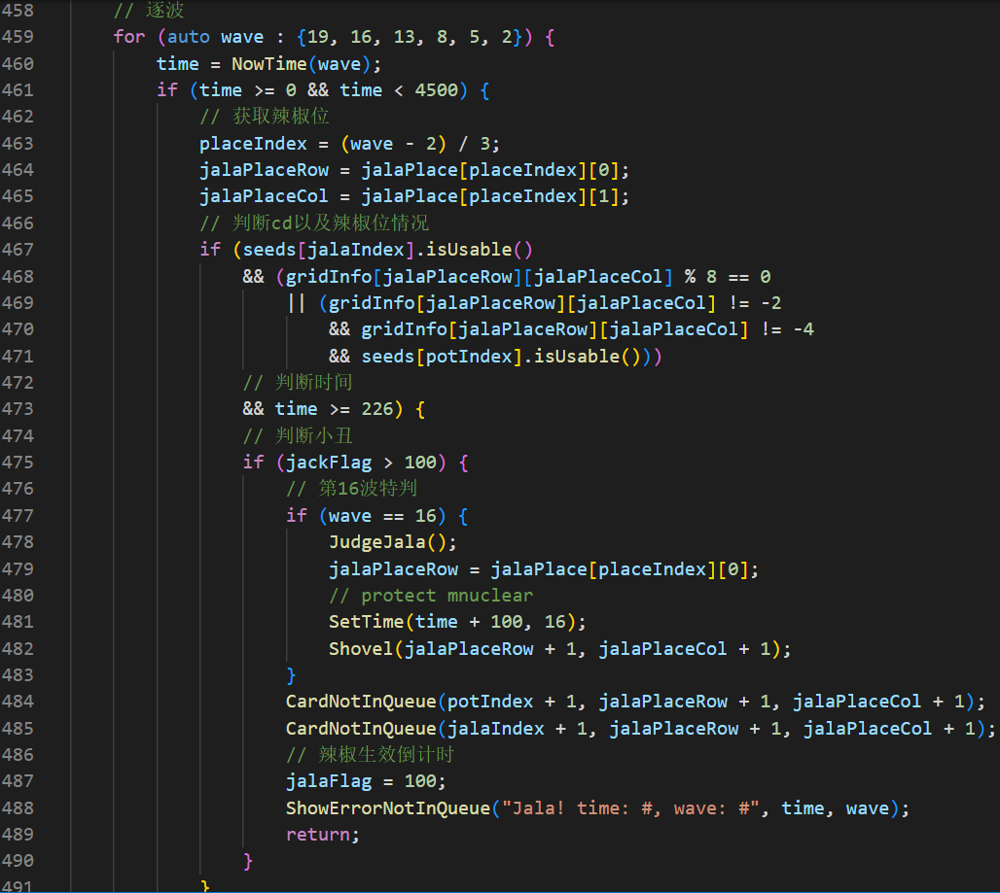 458 // 逐波
459 for (auto wave : {19, 16, 13, 8, 5, 2}) {
460 time = NowTime(wave);
461 if (time >= 0 && time < 4500) {
462 // 获取辣椒位
463 placeIndex = (wave - 2) / 3;
464 jalaPlaceRow = jalaPlace[placeIndex][0];
465 jalaPlaceCol = jalaPlace[placeIndex][1];
466 // 判断cd以及辣椒位情况
467 if (seeds[jalaIndex].isUsable()
468 && (gridInfo[jalaPlaceRow][jalaPlaceCol] % 8 == 0
469 || (gridInfo[jalaPlaceRow][jalaPlaceCol] != -2
470 && gridInfo[jalaPlaceRow][jalaPlaceCol] != -4
471 && seeds[potIndex].isUsable()))
472 // 判断时间
473 && time >= 226) {
474 // 判断小丑
475 if (jackFlag > 100) {
476 // 第16波特判
477 if (wave == 16) {
478 JudgeJala();
479 jalaPlaceRow = jalaPlace[placeIndex][0];
480 // protect mnuclear
481 SetTime(time + 100, 16);
482 Shovel(jalaPlaceRow + 1, jalaPlaceCol + 1);
483 }
484 CardNotInQueue(potIndex + 1, jalaPlaceRow + 1, jalaPlaceCol + 1);
485 CardNotInQueue(jalaIndex + 1, jalaPlaceRow + 1, jalaPlaceCol + 1);
486 // 辣椒生效倒计时
487 jalaFlag = 100;
488 ShowErrorNotInQueue("Jala! time: #, wave: #", time, wave);
489 return;
490 }
491 }